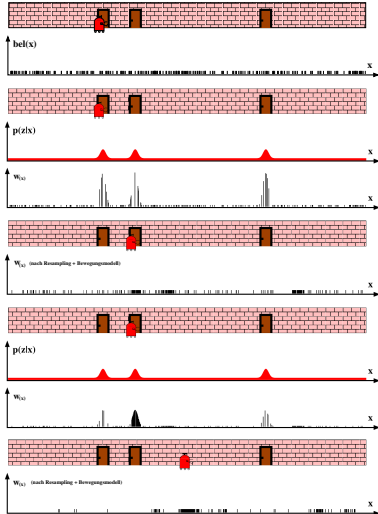 bel(x)
x
p(z|x)
x
w(x)
x
w(x) (nach Resampling + Bewegungsmodell)
x
p(z|x)
x
w(x)
x
w(x) (nach Resampling + Bewegungsmodell)
x